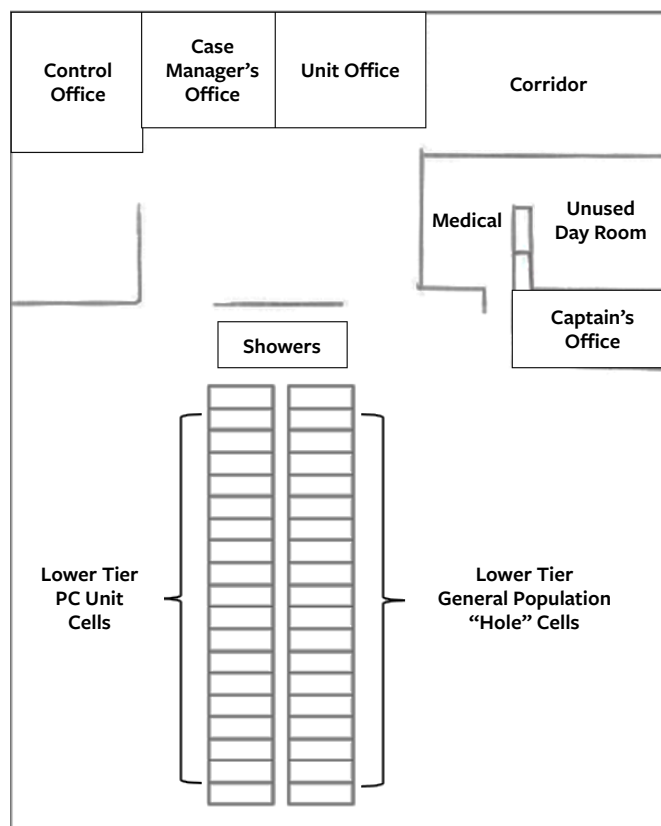 Control
Office
Case
Manager's
Office
Unit Office
Corridor
Medical
Unused
Day Room
Captain's
Office
Showers
Lower Tier
PC Unit
Cells
Lower Tier
General Population
“Hole” Cells